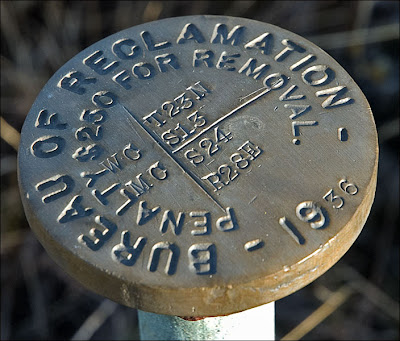 BUREAU OF RECLAMATION - 1936 -
PENALTY $250 FOR REMOVAL.
T23N
S13
WC
MC
S24
R28E